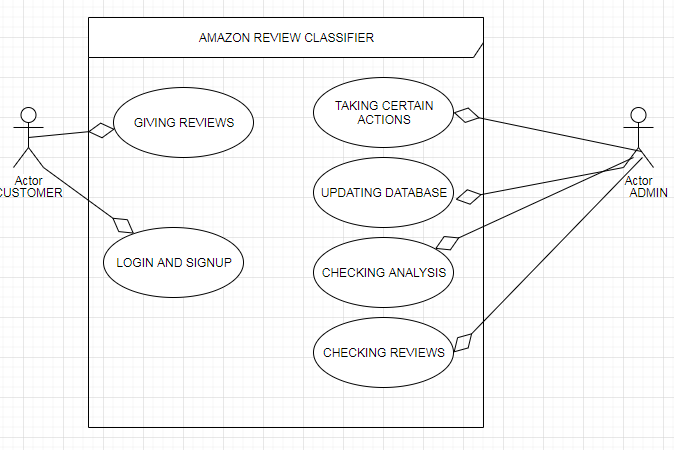 AMAZON REVIEW CLASSIFIER
GIVING REVIEWS
TAKING CERTAIN
ACTIONS
Actor
CUSTOMER
UPDATING DATABASE
Actor
ADMIN
LOGIN AND SIGNUP
CHECKING ANALYSIS
CHECKING REVIEWS